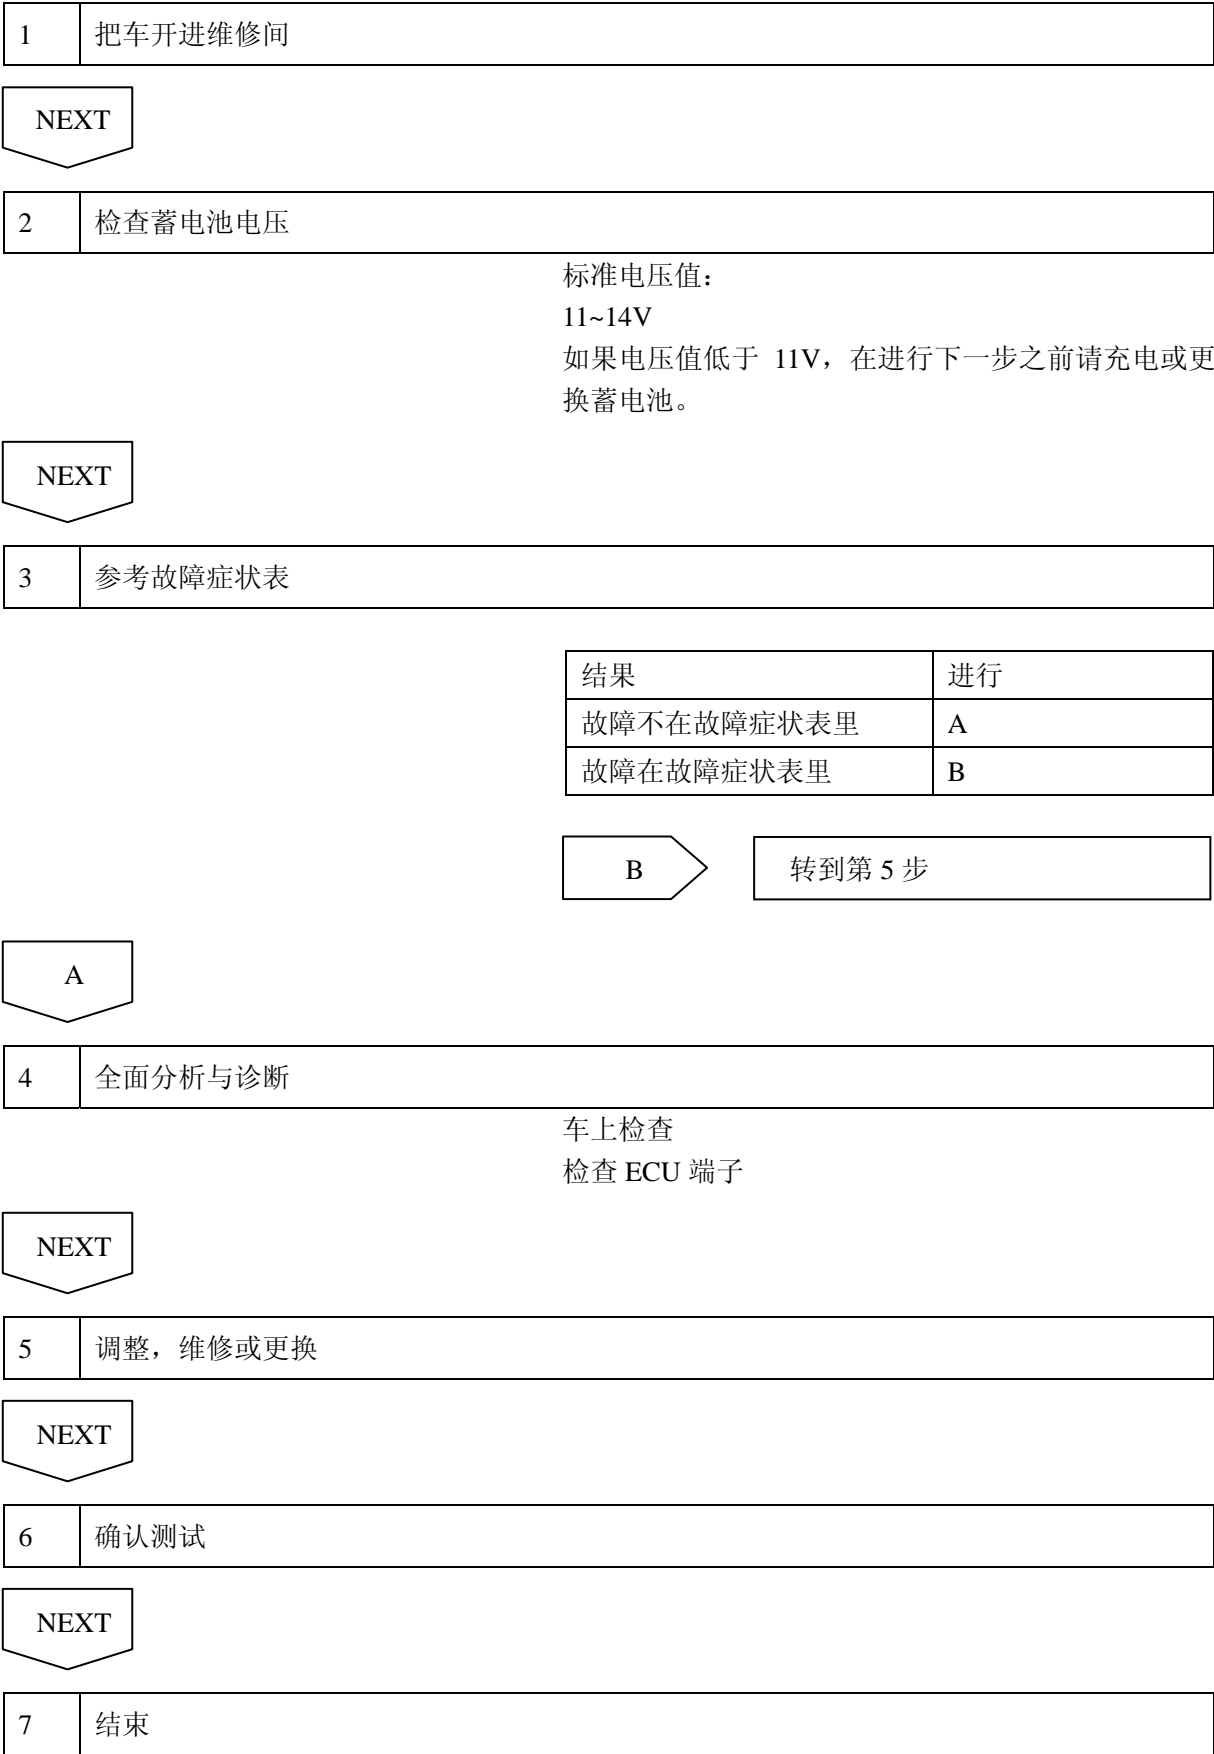 1 把车开进维修间
NEXT
2 检查蓄电池电压
标准电压值：
11~14V
如果电压值低于 11V，在进行下一步之前请充电或更
换蓄电池。
NEXT
3 参考故障症状表
结果 进行
故障不在故障症状表里 A
故障在故障症状表里 B
B 转到第 5 步
A
4 全面分析与诊断
车上检查
检查 ECU 端子
NEXT
5 调整，维修或更换
NEXT
6 确认测试
NEXT
7 结束